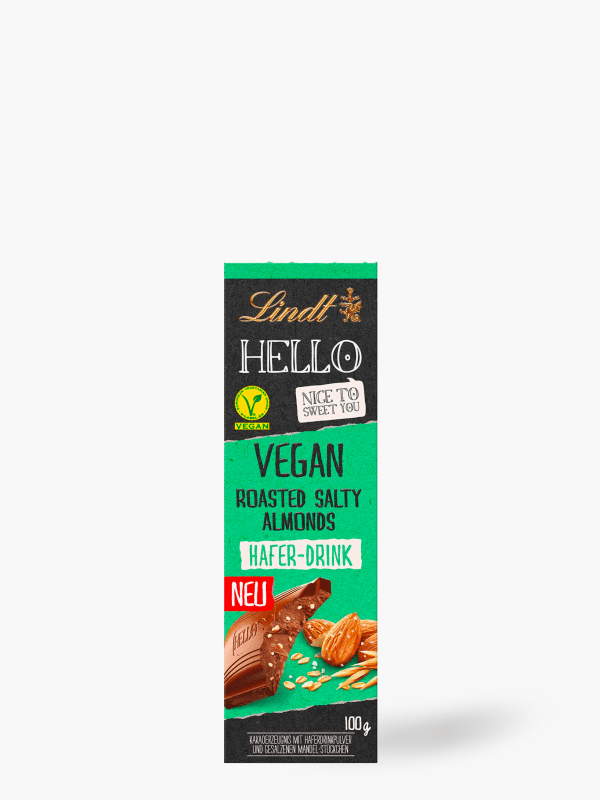 Lindt
HELLO
NICE TO
SWEET YOU
VEGAN
VEGAN
ROASTED SALTY
ALMONDS
HAFER-DRINK
NEU
HELLO
100g
KAKAOERZEUGNIS MIT HAFERDRINKPULVER
UND GESALZENEN MANDEL-STÜCKCHEN